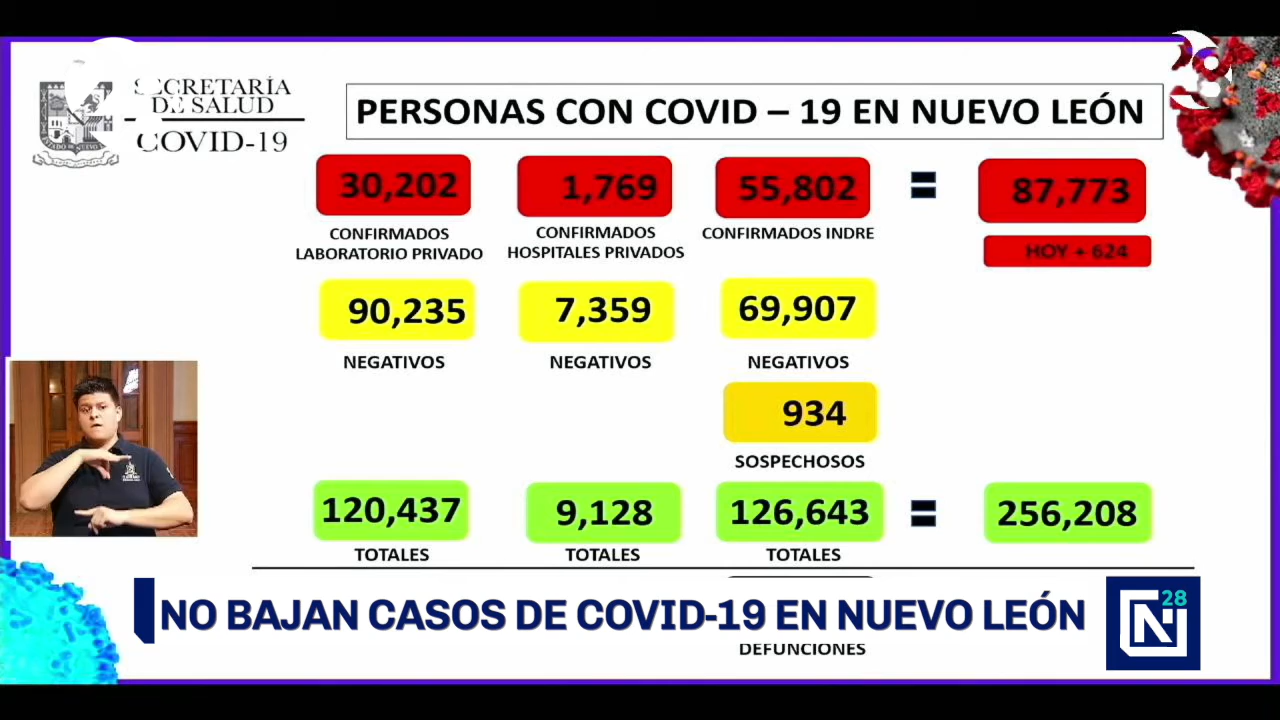 SECRETARÍA
DE SALUD
COVID-19
PERSONAS CON COVID – 19 EN NUEVO LEÓN
30,202 1,769 55,802 = 87,773
CONFIRMADOS LABORATORIO PRIVADO
CONFIRMADOS HOSPITALES PRIVADOS
CONFIRMADOS INDRE
HOY + 624
90,235 7,359 69,907
NEGATIVOS NEGATIVOS NEGATIVOS
934
SOSPECHOSOS
120,437 9,128 126,643 = 256,208
TOTALES TOTALES TOTALES
NO BAJAN CASOS DE COVID-19 EN NUEVO LEÓN
N 28
DEFUNCIONES